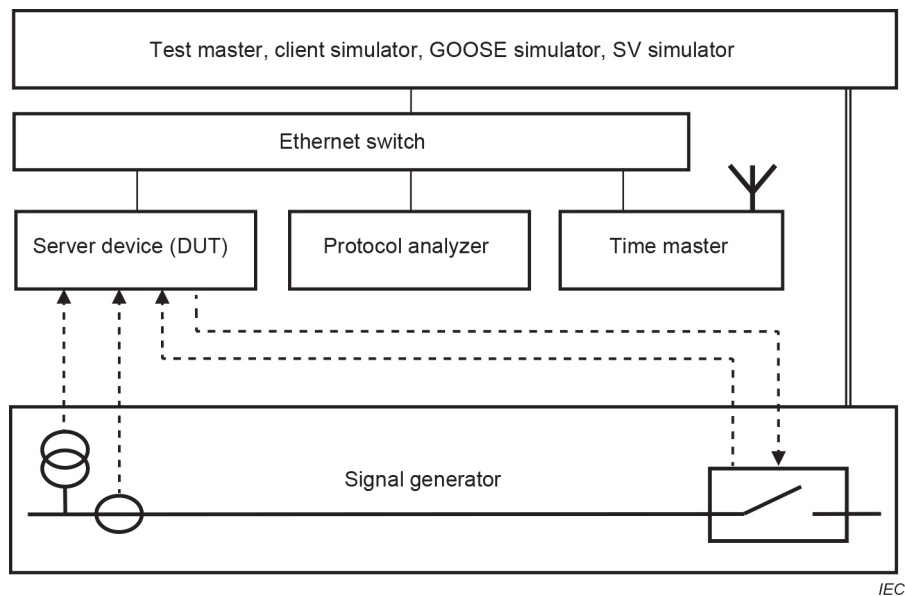 Test master, client simulator, GOOSE simulator, SV simulator
Ethernet switch
Server device (DUT)
Protocol analyzer
Time master
Signal generator
IEC